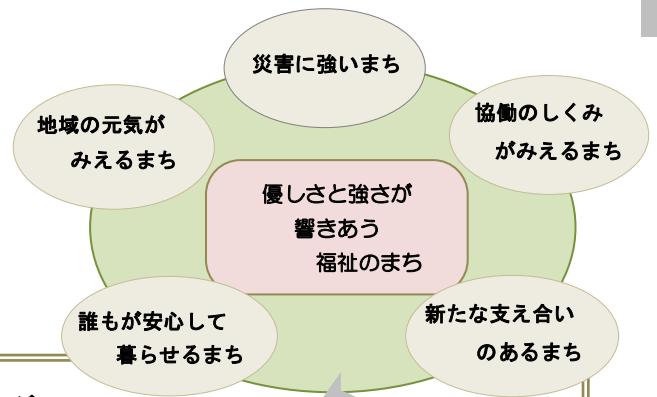 災害に強いまち
地域の元気が
みえるまち
協働のしくみ
がみえるまち
優しさと強さが
響きあう
福祉のまち
誰もが安心して
暮らせるまち
新たな支え合い
のあるまち